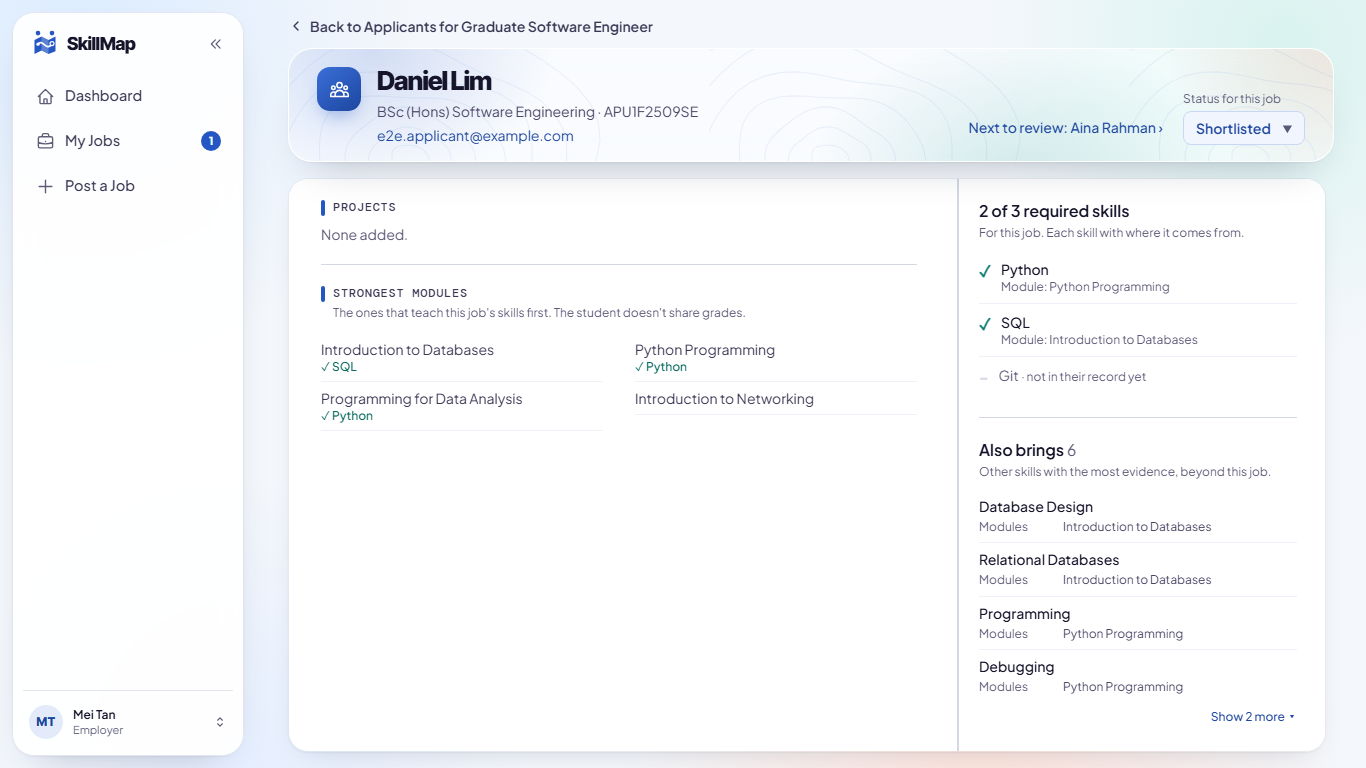 SkillMap
Dashboard
My Jobs
1
Post a Job
MT
Mei Tan
Employer
Back to Applicants for Graduate Software Engineer
Daniel Lim
BSc (Hons) Software Engineering · APU1F2509SE
e2e.applicant@example.com
Next to review: Aina Rahman ›
Status for this job
Shortlisted ▼
PROJECTS
None added.
STRONGEST MODULES
The ones that teach this job's skills first. The student doesn't share grades.
Introduction to Databases
✓ SQL
Python Programming
✓ Python
Programming for Data Analysis
✓ Python
Introduction to Networking
2 of 3 required skills
For this job. Each skill with where it comes from.
✓ Python
Module: Python Programming
✓ SQL
Module: Introduction to Databases
– Git · not in their record yet
Also brings 6
Other skills with the most evidence, beyond this job.
Database Design
Modules Introduction to Databases
Relational Databases
Modules Introduction to Databases
Programming
Modules Python Programming
Debugging
Modules Python Programming
Show 2 more ▾